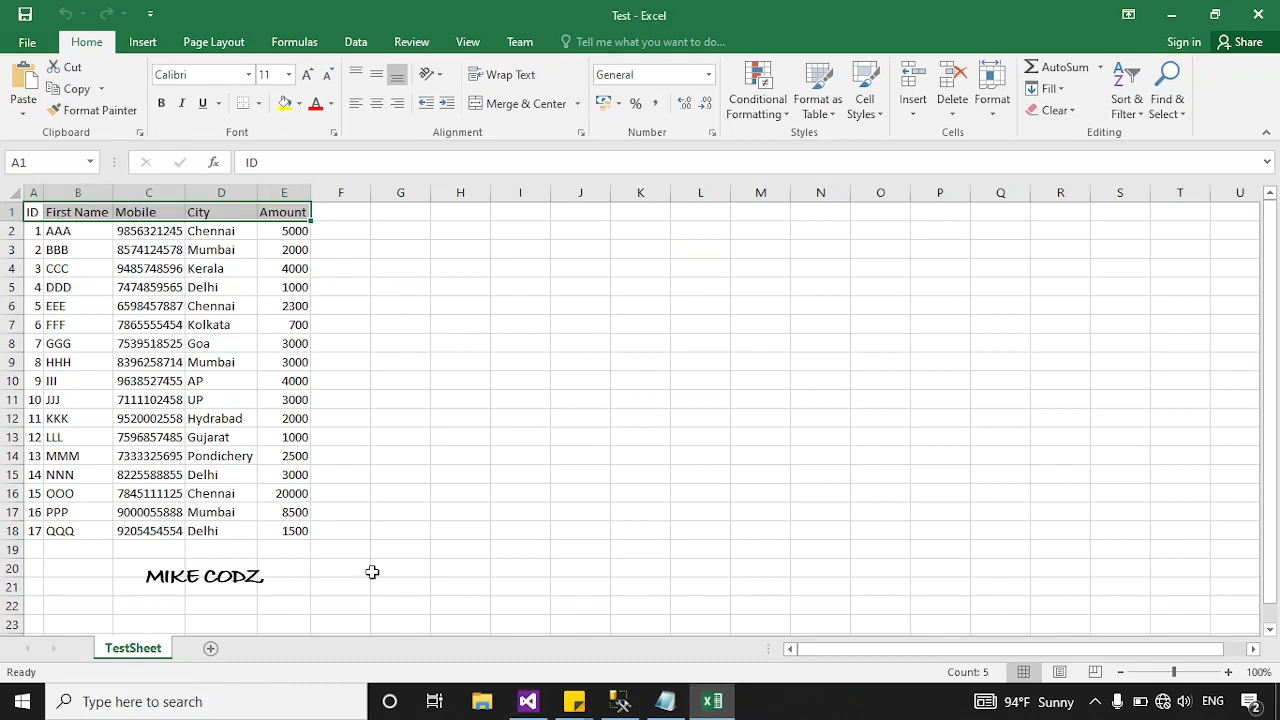 Test - Excel
File Home Insert Page Layout Formulas Data Review View Team Tell me what you want to do... Sign in Share
Cut
Copy
Format Painter
Paste
Clipboard
Calibri 11
B I U
Font
Wrap Text
Merge & Center
Alignment
General
%
Number
Conditional Formatting
Format as Table
Cell Styles
Styles
Insert
Delete
Format
Cells
AutoSum
Fill
Clear
Sort & Filter
Find & Select
Editing
A1 fx ID
A B C D E F G H I J K L M N O P Q R S T U
1 ID First Name Mobile City Amount
2 1 AAA 9856321245 Chennai 5000
3 2 BBB 8574124578 Mumbai 2000
4 3 CCC 9485748596 Kerala 4000
5 4 DDD 7474859565 Delhi 1000
6 5 EEE 6598457887 Chennai 2300
7 6 FFF 7865555454 Kolkata 700
8 7 GGG 7539518525 Goa 3000
9 8 HHH 8396258714 Mumbai 3000
10 9 III 9638527455 AP 4000
11 10 JJJ 7111102458 UP 3000
12 11 KKK 9520002558 Hydrabad 2000
13 12 LLL 7596857485 Gujarat 1000
14 13 MMM 7333325695 Pondichery 2500
15 14 NNN 8225588855 Delhi 3000
16 15 OOO 7845111125 Chennai 20000
17 16 PPP 9000055888 Mumbai 8500
18 17 QQQ 9205454554 Delhi 1500
19
20
MIKE CODZ
21
22
23
TestSheet
Ready Count: 5 100%
Type here to search 94°F Sunny ENG 2